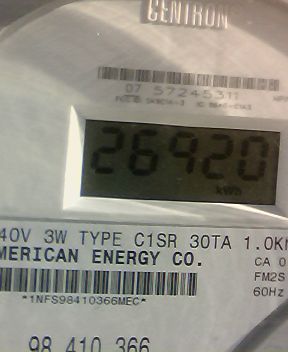 CENTRON
07 57245311
26920
kWh
40V 3W TYPE C1SR 30TA 1.0K
MERICAN ENERGY CO.
CA 0
FM2S
60Hz
*1NFS98410366MEC*
98 410 366